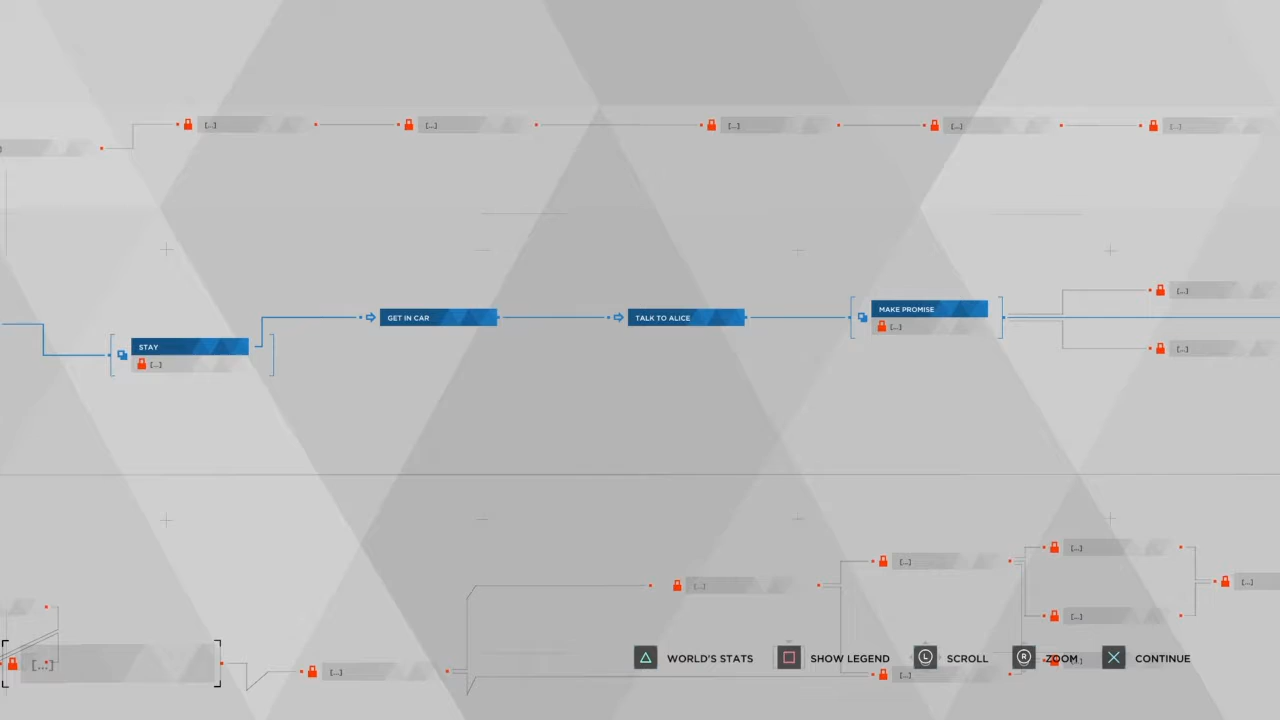 [...]
[...]
[...]
[...]
[...]
[...]
GET IN CAR
TALK TO ALICE
MAKE PROMISE
[...]
STAY
[...]
[...]
[...]
[...]
[...]
[...]
[...]
[...]
[...]
[...]
[...]
[...]
WORLD'S STATS
SHOW LEGEND
L
SCROLL
R
ZOOM
CONTINUE